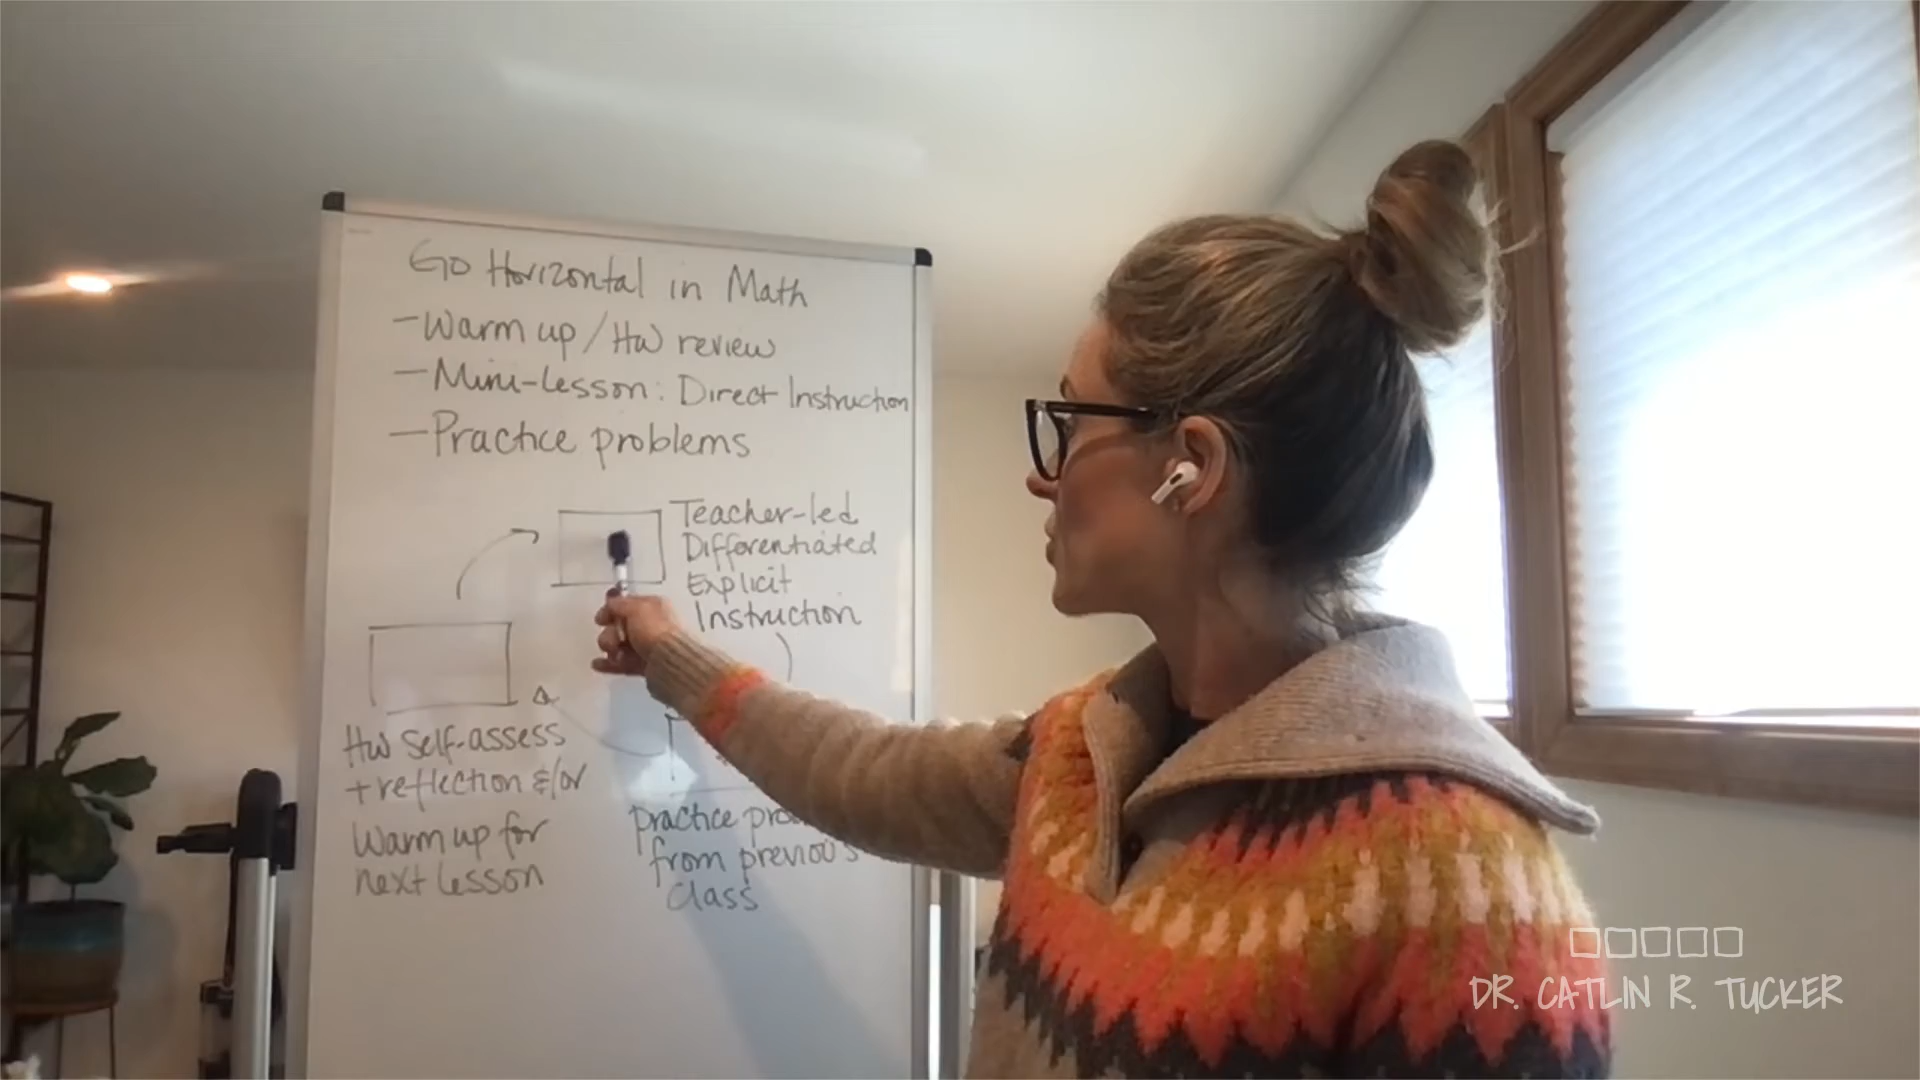 Go Horizontal in Math
- Warm up / HW review
- Mini-Lesson: Direct Instruction
- Practice problems
Teacher-led
Differentiated
Explicit
Instruction
HW self-assess
+ reflection &/or
Warm up for
next lesson
practice
from previous
class
DR. CATLIN R. TUCKER